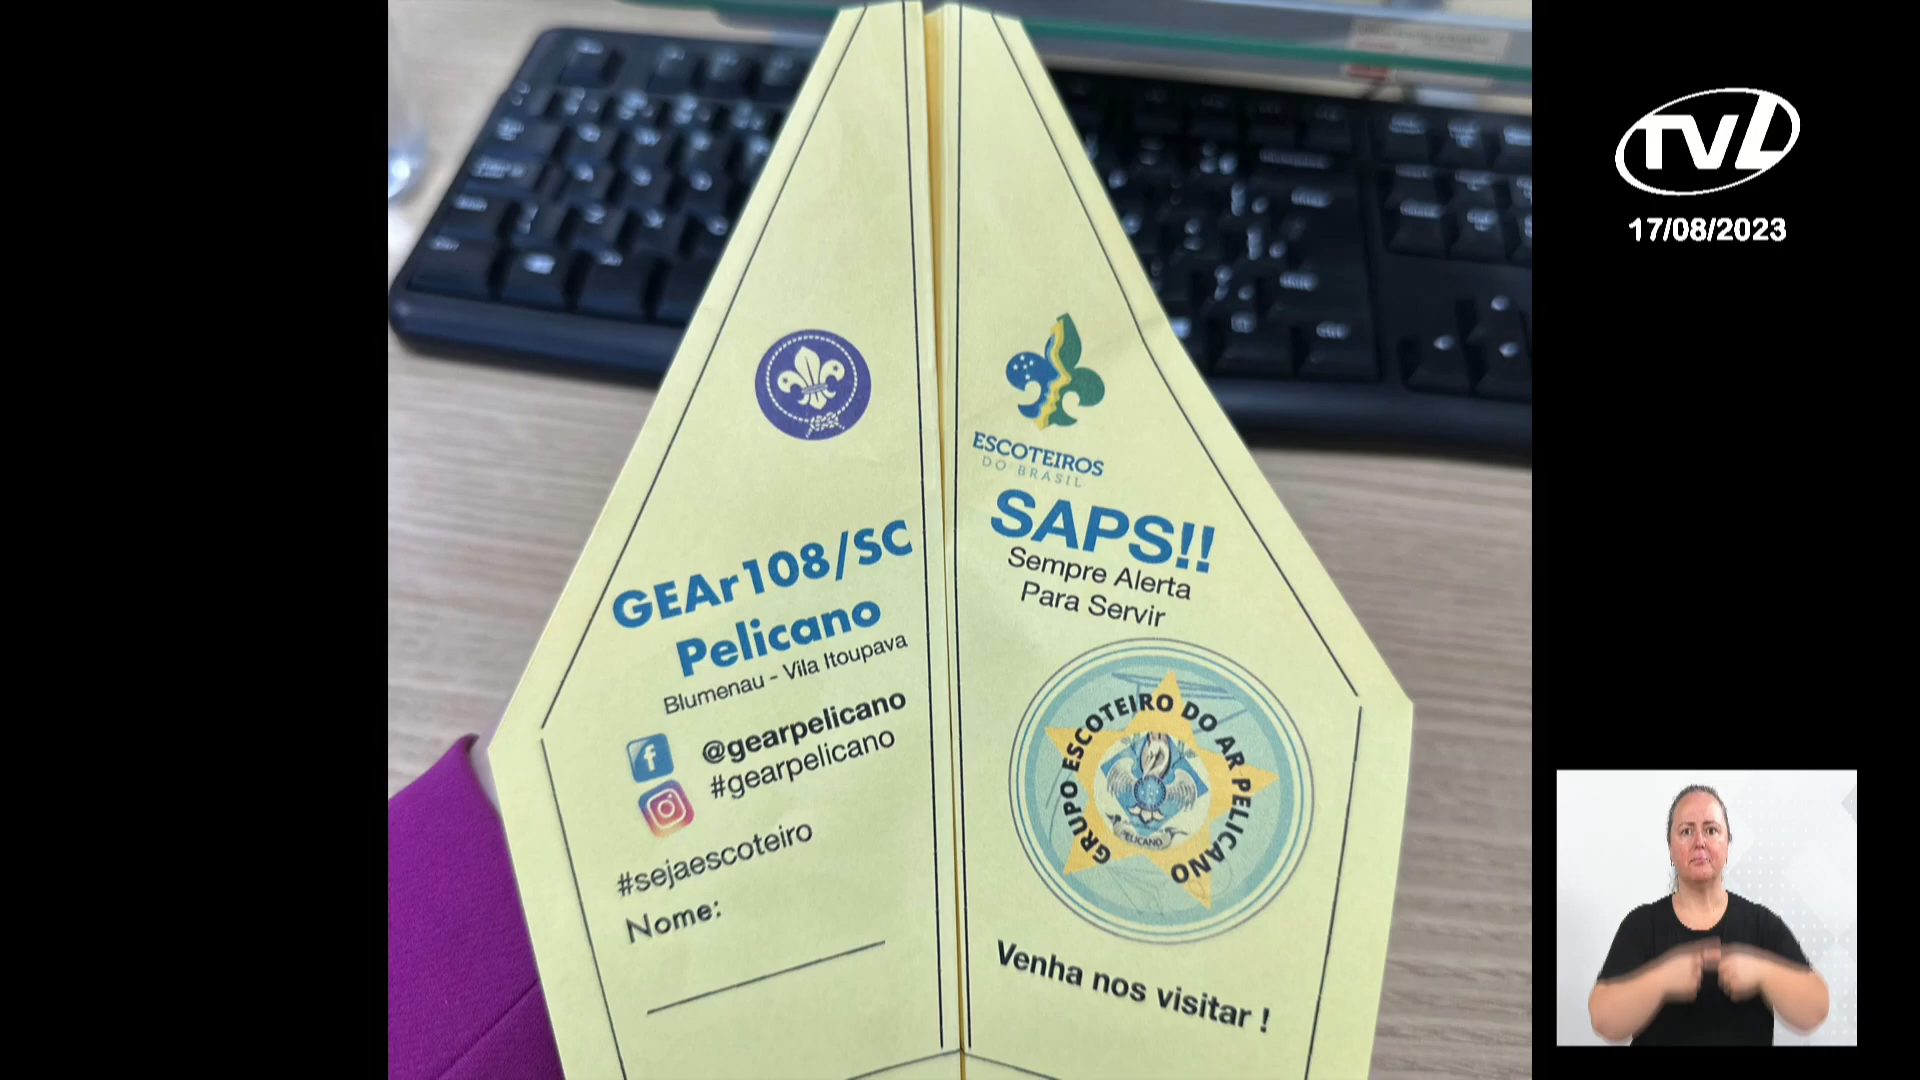 GEAr108/SC
Pelicano
Blumenau - Vila Itoupava
@gearpelicano
#gearpelicano
#sejaescoteiro
Nome:
ESCOTEIROS
DO BRASIL
SAPS!!
Sempre Alerta
Para Servir
GRUPO ESCOTEIRO DO AR PELICANO
PELICANO
Venha nos visitar !
TVL
17/08/2023